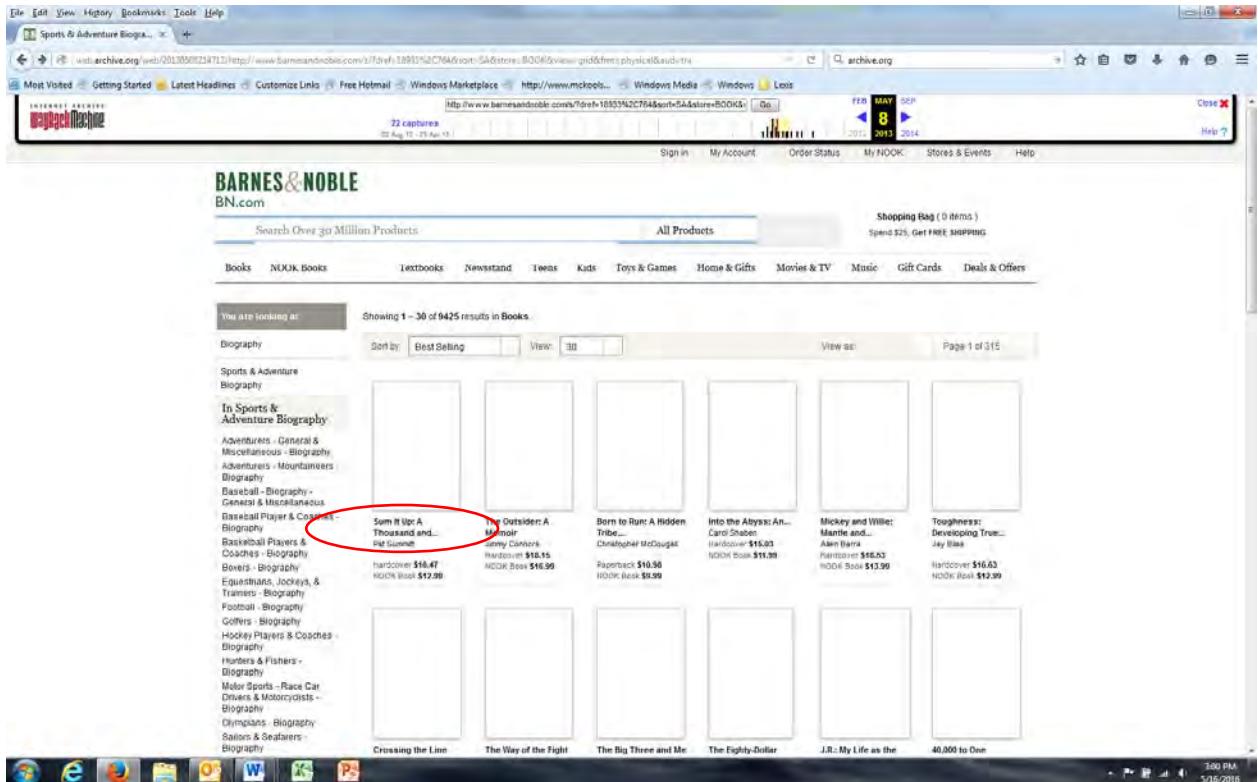 File Edit View History Bookmarks Tools Help
Sports & Adventure Biogra...
archive.org
Most Visited Getting Started Latest Headlines Customize Links Free Hotmail Windows Marketplace http://www.mckools... Windows Media Windows Lexis
INTERNET ARCHIVE
WayBackMachine
Go
FEB MAY SEP
Close
22 captures
8
2012 2013 2014
Help ?
Sign in My Account Order Status My NOOK Stores & Events Help
BARNES&NOBLE
BN.com
Shopping Bag ( 0 items )
Search Over 30 Million Products All Products
Spend $25, Get FREE SHIPPING
Books NOOK Books Textbooks Newsstand Teens Kids Toys & Games Home & Gifts Movies & TV Music Gift Cards Deals & Offers
You are looking at
Showing 1 – 30 of 9425 results in Books.
Biography
Sort by: Best Selling View: 30 View as: Page 1 of 315
Sports & Adventure
Biography
In Sports &
Adventure Biography
Adventurers - General &
Miscellaneous - Biography
Adventurers - Mountaineers -
Biography
Baseball - Biography -
General & Miscellaneous
Baseball Player & Coaches -
Biography
Basketball Players &
Coaches - Biography
Boxers - Biography
Equestrians, Jockeys, &
Trainers - Biography
Football - Biography
Golfers - Biography
Hockey Players & Coaches -
Biography
Hunters & Fishers -
Biography
Motor Sports - Race Car
Drivers & Motorcyclists -
Biography
Olympians - Biography
Sailors & Seafarers -
Biography
Sum It Up: A
Thousand and...
Pat Summitt
Hardcover $16.47
NOOK Book $12.99
The Outsider: A
Memoir
Jimmy Connors
Hardcover $18.15
NOOK Book $16.99
Born to Run: A Hidden
Tribe,...
Christopher McDougall
Paperback $10.98
NOOK Book $9.99
Into the Abyss: An...
Carol Shaben
Hardcover $15.03
NOOK Book $11.99
Mickey and Willie:
Mantle and...
Allen Barra
Hardcover $16.53
NOOK Book $13.99
Toughness:
Developing True...
Jay Bilas
Hardcover $16.63
NOOK Book $12.99
Crossing the Line The Way of the Fight The Big Three and Me The Eighty-Dollar J.R.: My Life as the 40,000 to One
3:00 PM
5/16/2016